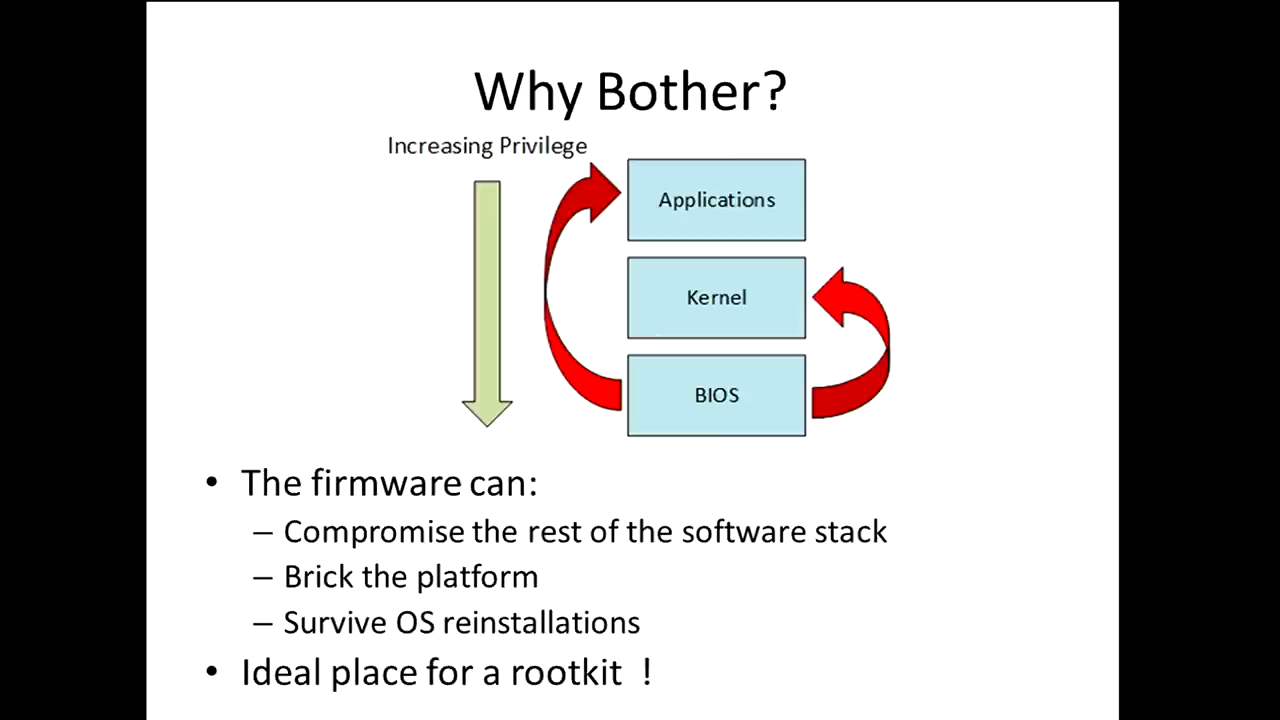 Why Bother?
Increasing Privilege
Applications
Kernel
BIOS
• The firmware can:
– Compromise the rest of the software stack
– Brick the platform
– Survive OS reinstallations
• Ideal place for a rootkit !